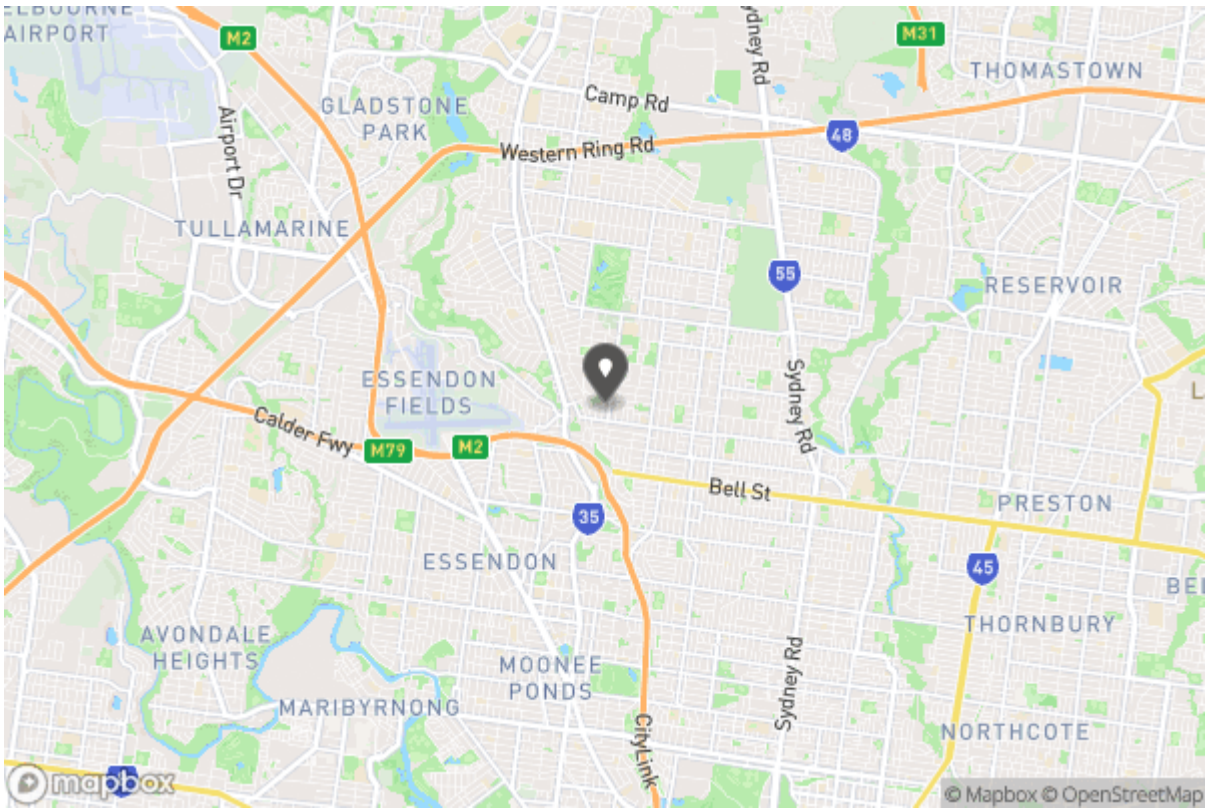 ELBOURNE
AIRPORT
M2
M31
Sydney Rd
THOMASTOWN
Camp Rd
GLADSTONE
PARK
Airport Dr
48
Western Ring Rd
TULLAMARINE
55
RESERVOIR
ESSENDON
FIELDS
Sydney Rd
L
Calder Fwy
M79
M2
Bell St
PRESTON
35
ESSENDON
45
BEL
THORNBURY
AVONDALE
HEIGHTS
MOONEE
PONDS
MARIBYRNONG
Sydney Rd
CityLink
NORTHCOTE
mapbox
© Mapbox © OpenStreetMap